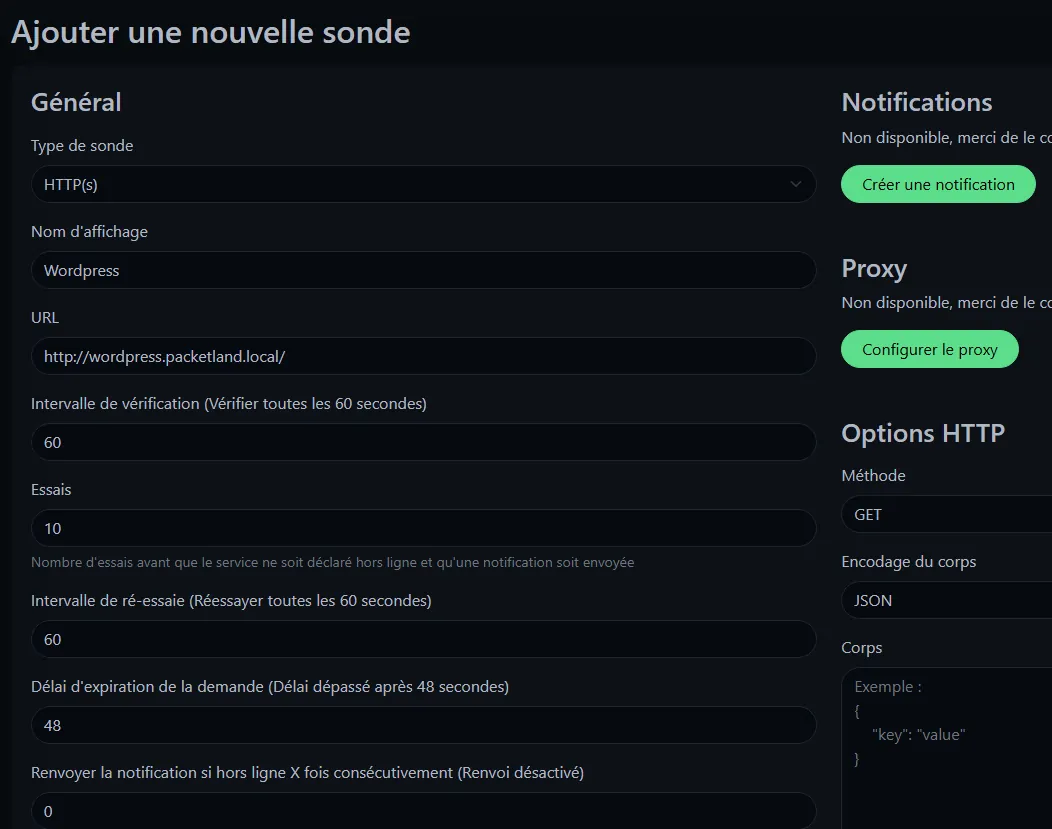 Ajouter une nouvelle sonde
Général
Type de sonde
HTTP(s)
Nom d'affichage
Wordpress
URL
http://wordpress.packetland.local/
Intervalle de vérification (Vérifier toutes les 60 secondes)
60
Essais
10
Nombre d'essais avant que le service ne soit déclaré hors ligne et qu'une notification soit envoyée
Intervalle de ré-essaie (Réessayer toutes les 60 secondes)
60
Délai d'expiration de la demande (Délai dépassé après 48 secondes)
48
Renvoyer la notification si hors ligne X fois consécutivement (Renvoi désactivé)
0
Notifications
Non disponible, merci de le
Créer une notification
Proxy
Non disponible, merci de le
Configurer le proxy
Options HTTP
Méthode
GET
Encodage du corps
JSON
Corps
Exemple :
{
"key": "value"
}